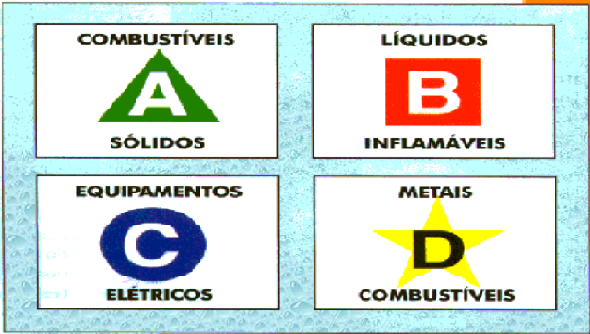 COMBUSTÍVEIS
A
SÓLIDOS
LÍQUIDOS
B
INFLAMÁVEIS
EQUIPAMENTOS
C
ELÉTRICOS
METAIS
D
COMBUSTÍVEIS